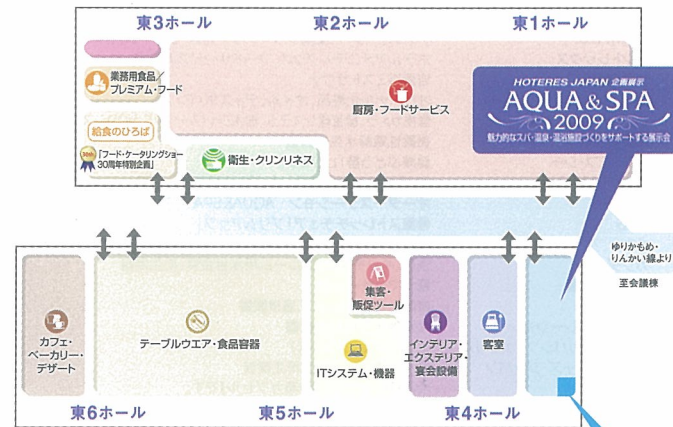 東3ホール
東2ホール
東1ホール
業務用食品／
プレミアム・フード
厨房・フードサービス
HOTERES JAPAN 企画展示
AQUA & SPA
2009
魅力的なスパ・温泉・温浴施設づくりをサポートする展示会
給食のひろば
30th
「フード・ケータリングショー
30周年特別企画」
衛生・クリンリネス
ゆりかもめ・
りんかい線より
至会議棟
カフェ・
ベーカリー・
デザート
テーブルウエア・食品容器
集客・
販促ツール
ITシステム・機器
インテリア・
エクステリア・
宴会設備
客室
東6ホール
東5ホール
東4ホール